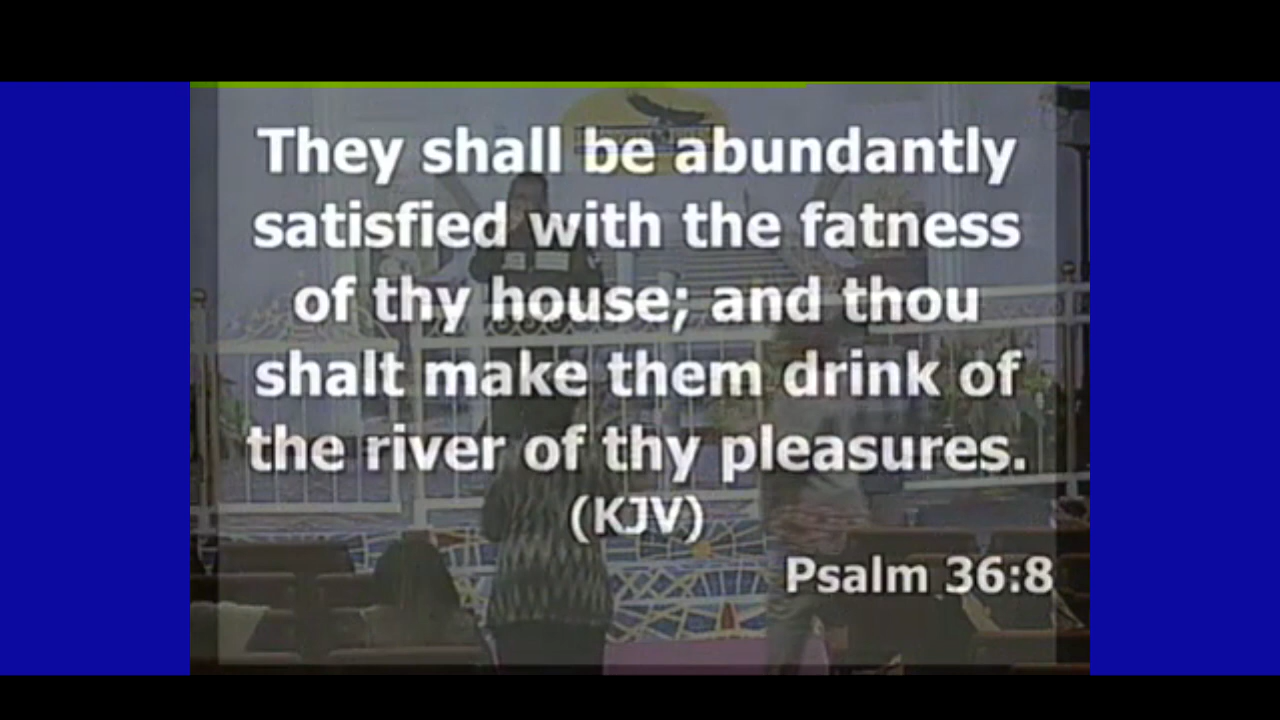 They shall be abundantly
satisfied with the fatness
of thy house; and thou
shalt make them drink of
the river of thy pleasures.
(KJV)
Psalm 36:8